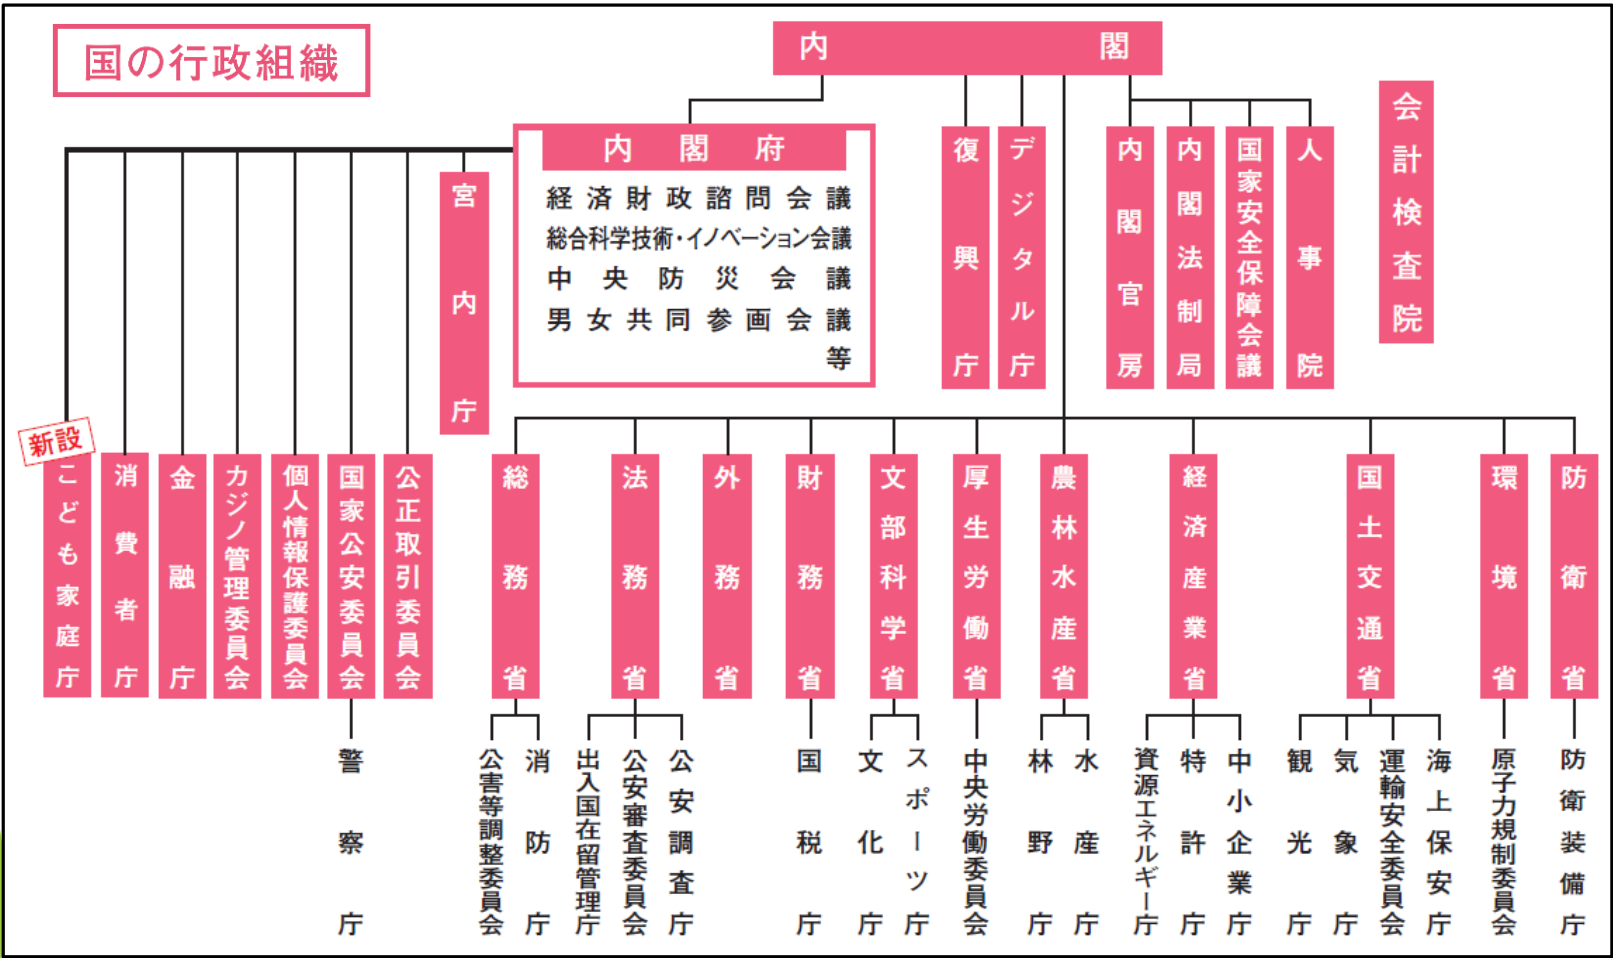 国の行政組織
内閣
会計検査院
内閣府
経済財政諮問会議
総合科学技術・イノベーション会議
中央防災会議
男女共同参画会議
等
復興庁
デジタル庁
内閣官房
内閣法制局
国家安全保障会議
人事院
宮内庁
新設
こども家庭庁
消費者庁
金融庁
カジノ管理委員会
個人情報保護委員会
国家公安委員会
公正取引委員会
総務省
法務省
外務省
財務省
文部科学省
厚生労働省
農林水産省
経済産業省
国土交通省
環境省
防衛省
警察庁
公害等調整委員会
消防庁
出入国在留管理庁
公安審査委員会
公安調査庁
国税庁
文化庁
スポーツ庁
中央労働委員会
林野庁
水産庁
資源エネルギー庁
特許庁
中小企業庁
観光庁
気象庁
運輸安全委員会
海上保安庁
原子力規制委員会
防衛装備庁